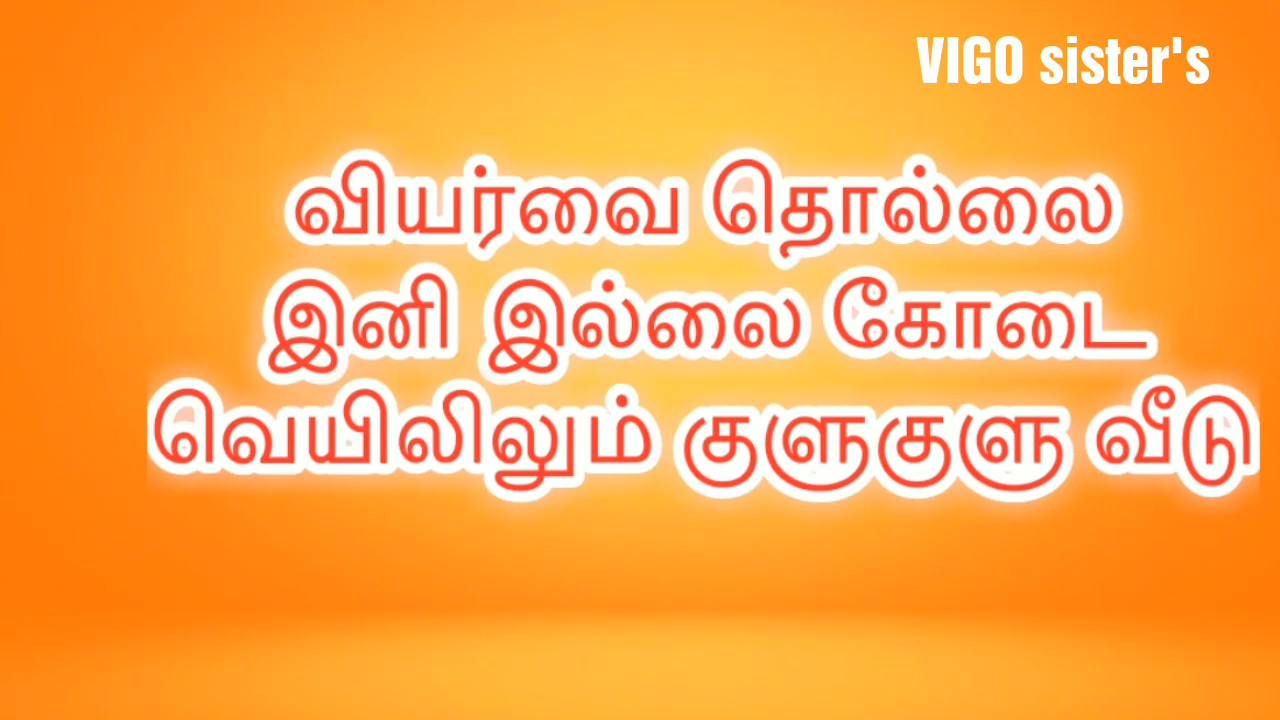 VIGO sister's
வியர்வை தொல்லை
இனி இல்லை கோடை
வெயிலிலும் குளுகுளு வீடு